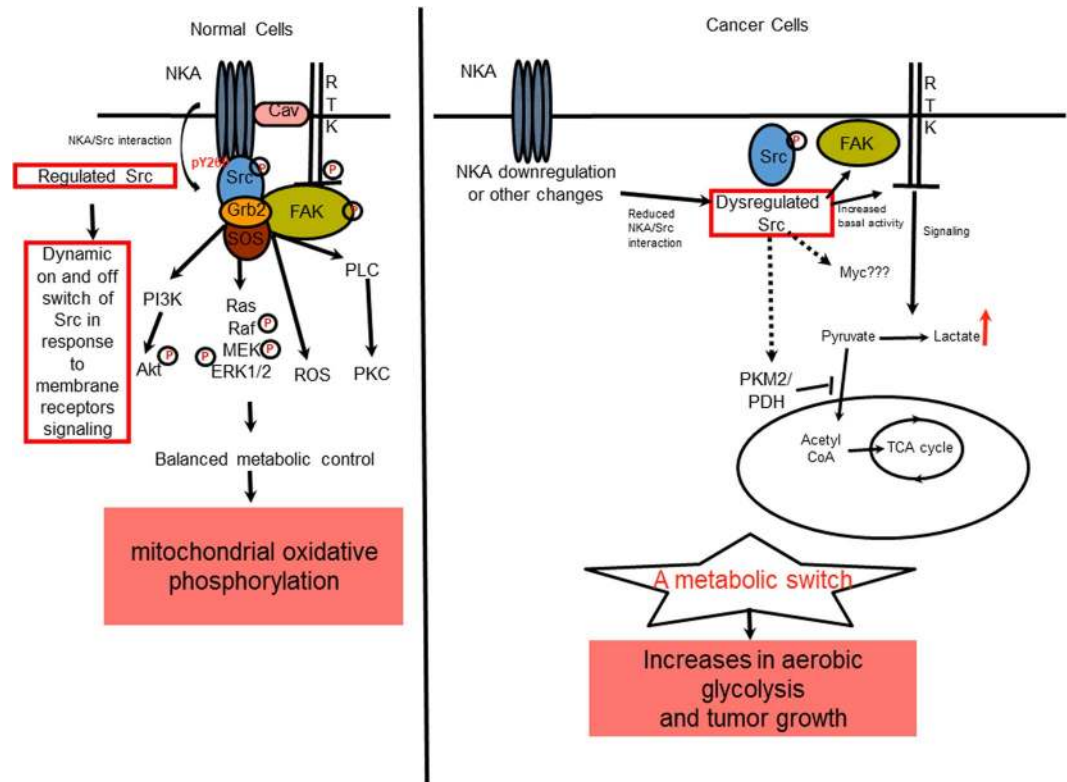 Normal Cells
NKA
R
T
K
Cav
NKA/Src interaction
Regulated Src
Src
P
P
Grb2
FAK
P
SOS
Dynamic
on and off
switch of
Src in
response
to
membrane
receptors
signaling
PI3K
Akt
P
Ras
Raf
P
MEK
P
P
ERK1/2
ROS
PLC
PKC
Balanced metabolic control
mitochondrial oxidative
phosphorylation
Cancer Cells
NKA
R
T
K
Src
P
FAK
NKA downregulation
or other changes
Reduced
NKA/Src
interaction
Dysregulated
Src
Increased
basal activity
Signaling
Myc???
Pyruvate
Lactate
PKM2/
PDH
Acetyl
CoA
TCA cycle
A metabolic switch
Increases in aerobic
glycolysis
and tumor growth